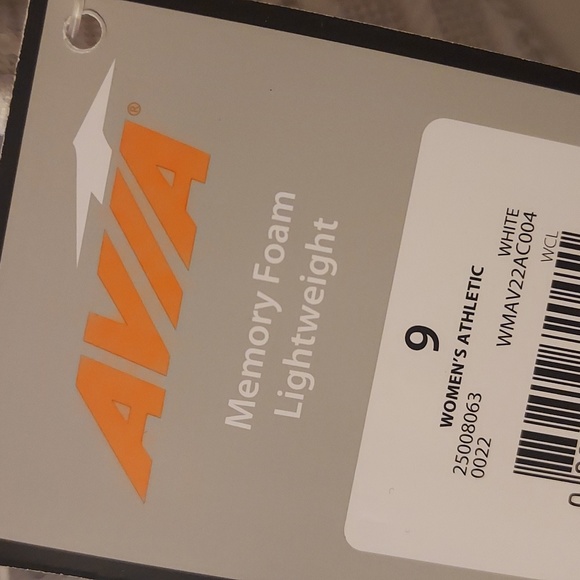 AVIA®
Memory Foam
Lightweight
9
WOMEN'S ATHLETIC
25008063 WHITE
0022 WMAV22AC004
WCL